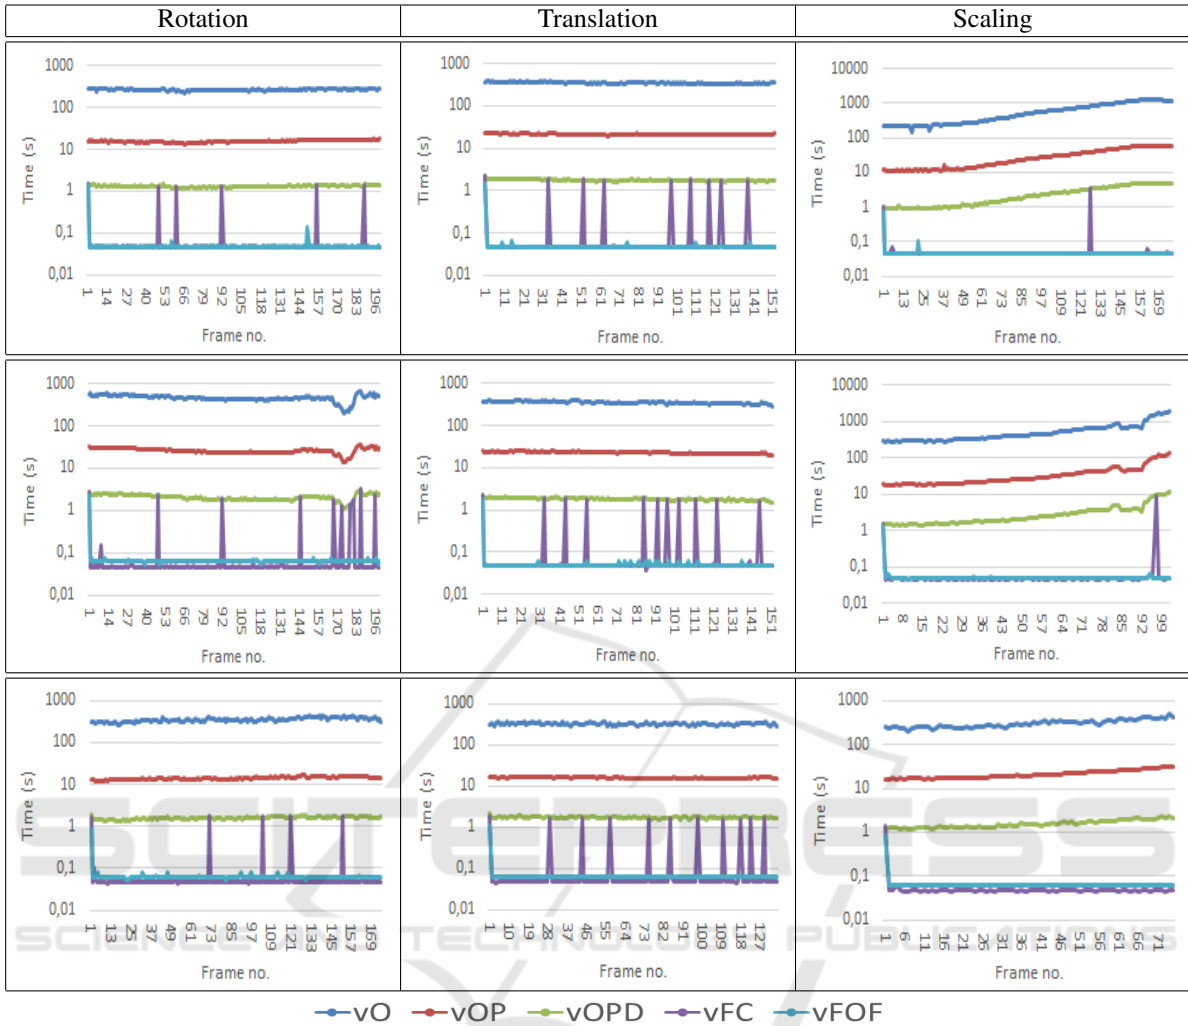 Rotation Translation Scaling
1000
100
10
1
0,1
0,01
Time (s)
1 14 27 40 53 66 79 92 105 118 131 144 157 170 183 196
Frame no.
1000
100
10
1
0,1
0,01
Time (s)
1 11 21 31 41 51 61 71 81 91 101 111 121 131 141 151
Frame no.
10000
1000
100
10
1
0,1
0,01
Time (s)
1 13 25 37 49 61 73 85 97 109 121 133 145 157 169
Frame no.
1000
100
10
1
0,1
0,01
Time (s)
1 14 27 40 53 66 79 92 105 118 131 144 157 170 183 196
Frame no.
1000
100
10
1
0,1
0,01
Time (s)
1 11 21 31 41 51 61 71 81 91 101 111 121 131 141 151
Frame no.
10000
1000
100
10
1
0,1
0,01
Time (s)
1 8 15 22 29 36 43 50 57 64 71 78 85 92 99
Frame no.
1000
100
10
1
0,1
0,01
Time (s)
1 13 25 37 49 61 73 85 97 109 121 133 145 157 169
Frame no.
1000
100
10
1
0,1
0,01
Time (s)
1 10 19 28 37 46 55 64 73 82 91 100 109 118 127
Frame no.
1000
100
10
1
0,1
0,01
Time (s)
1 6 11 16 21 26 31 36 41 46 51 56 61 66 71
Frame no.
SCITEPRESS
SCIENCE AND TECHNOLOGY PUBLICATIONS
vO vOP vOPD vFC vFOF